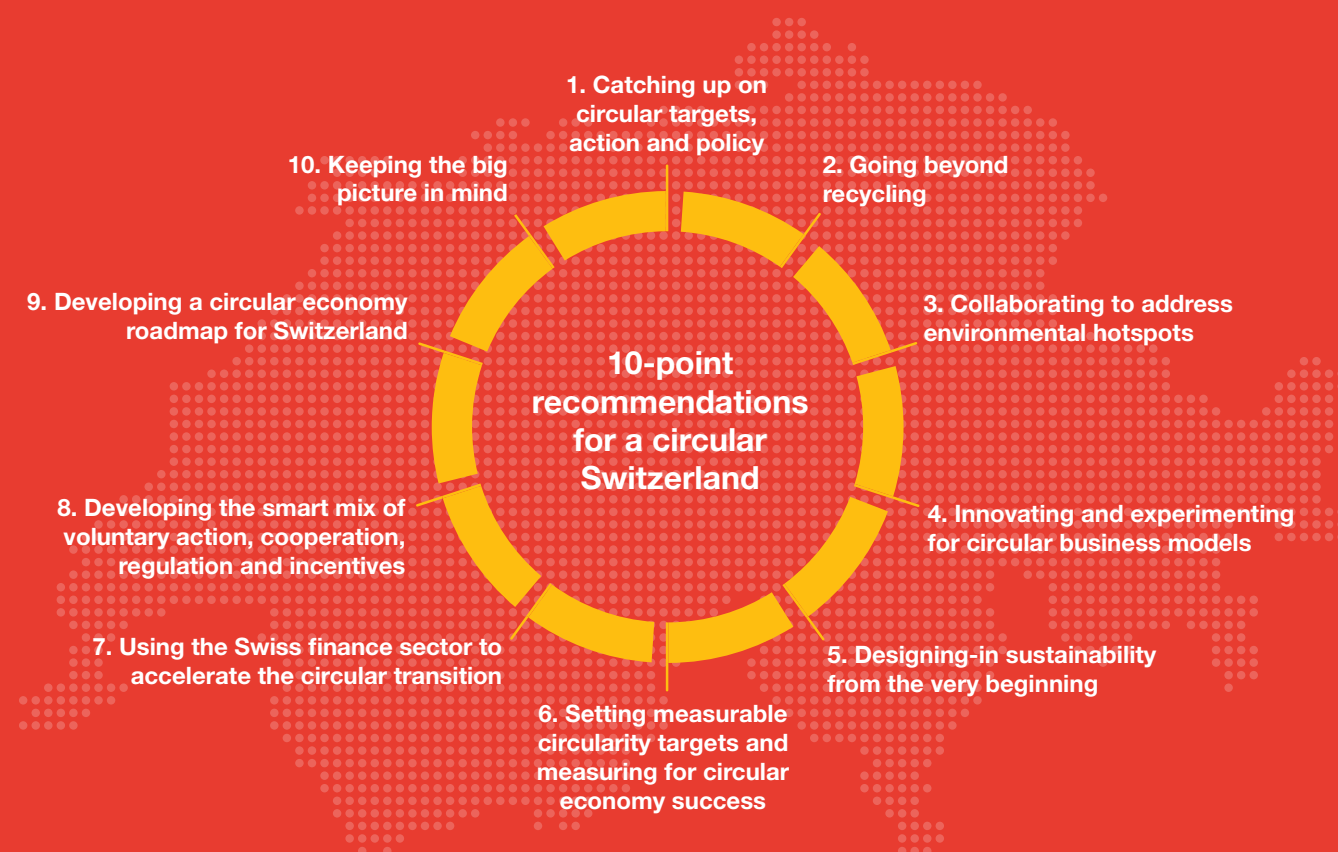 10-point
recommendations
for a circular
Switzerland
1. Catching up on
circular targets,
action and policy
2. Going beyond
recycling
3. Collaborating to address
environmental hotspots
4. Innovating and experimenting
for circular business models
5. Designing-in sustainability
from the very beginning
6. Setting measurable
circularity targets and
measuring for circular
economy success
7. Using the Swiss finance sector to
accelerate the circular transition
8. Developing the smart mix of
voluntary action, cooperation,
regulation and incentives
9. Developing a circular economy
roadmap for Switzerland
10. Keeping the big
picture in mind